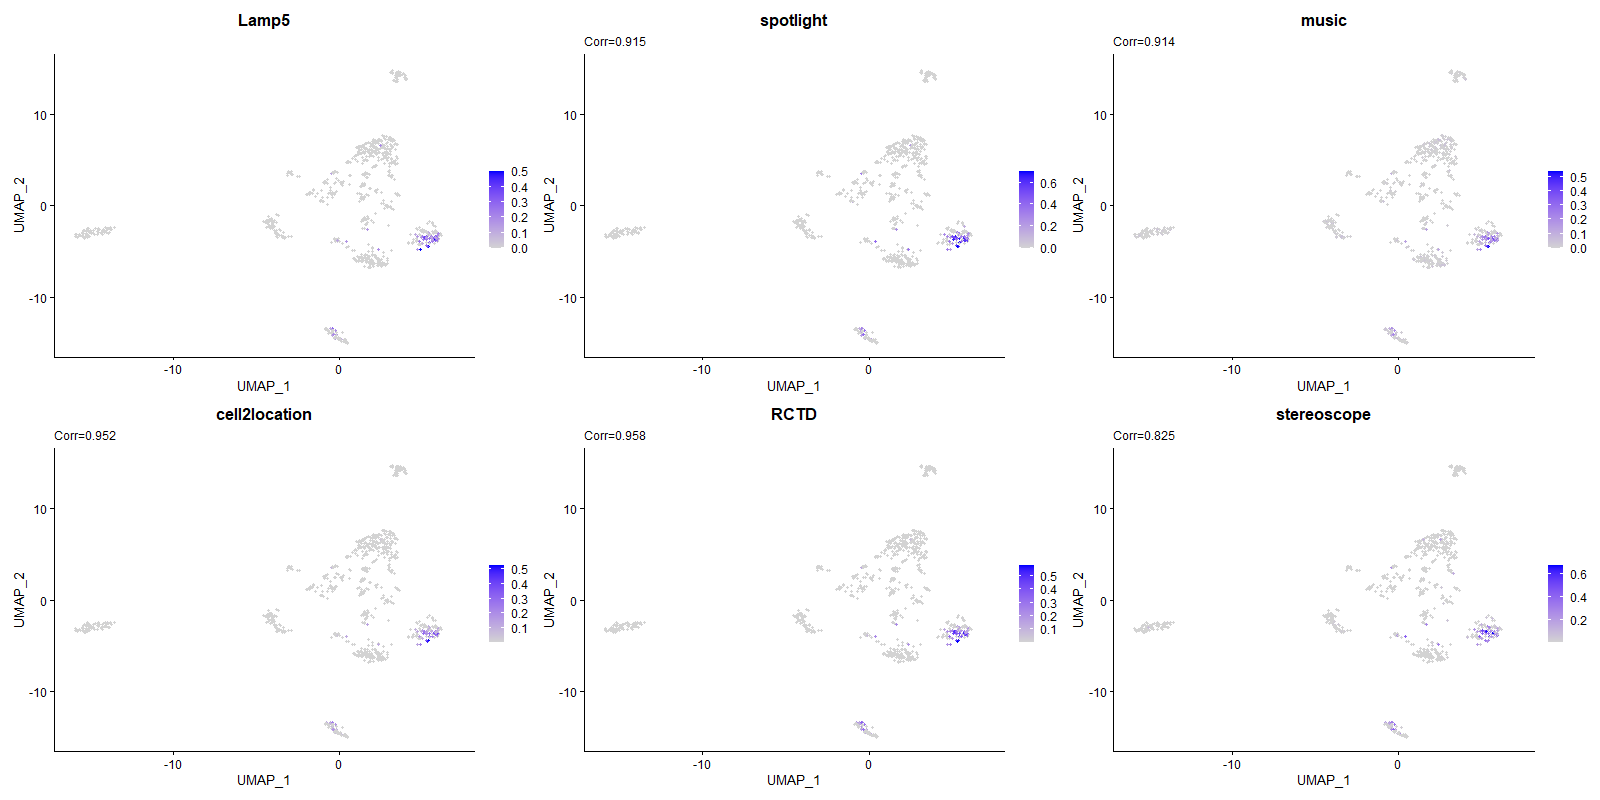 Lamp5
UMAP_2
10
0
-10
-10
0
UMAP_1
0.5
0.4
0.3
0.2
0.1
0.0
spotlight
Corr=0.915
UMAP_2
10
0
-10
-10
0
UMAP_1
0.6
0.4
0.2
0.0
music
Corr=0.914
UMAP_2
10
0
-10
-10
0
UMAP_1
0.5
0.4
0.3
0.2
0.1
0.0
cell2location
Corr=0.952
UMAP_2
10
0
-10
-10
0
UMAP_1
0.5
0.4
0.3
0.2
0.1
RCTD
Corr=0.958
UMAP_2
10
0
-10
-10
0
UMAP_1
0.5
0.4
0.3
0.2
0.1
stereoscope
Corr=0.825
UMAP_2
10
0
-10
-10
0
UMAP_1
0.6
0.4
0.2